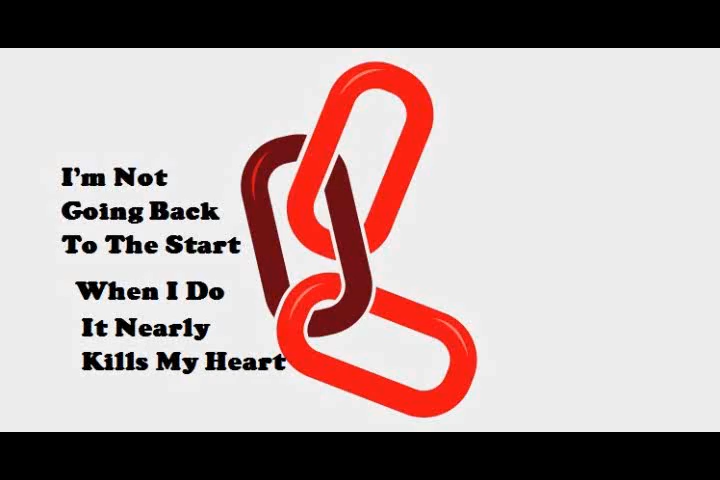 I'm Not
Going Back
To The Start
When I Do
It Nearly
Kills My Heart